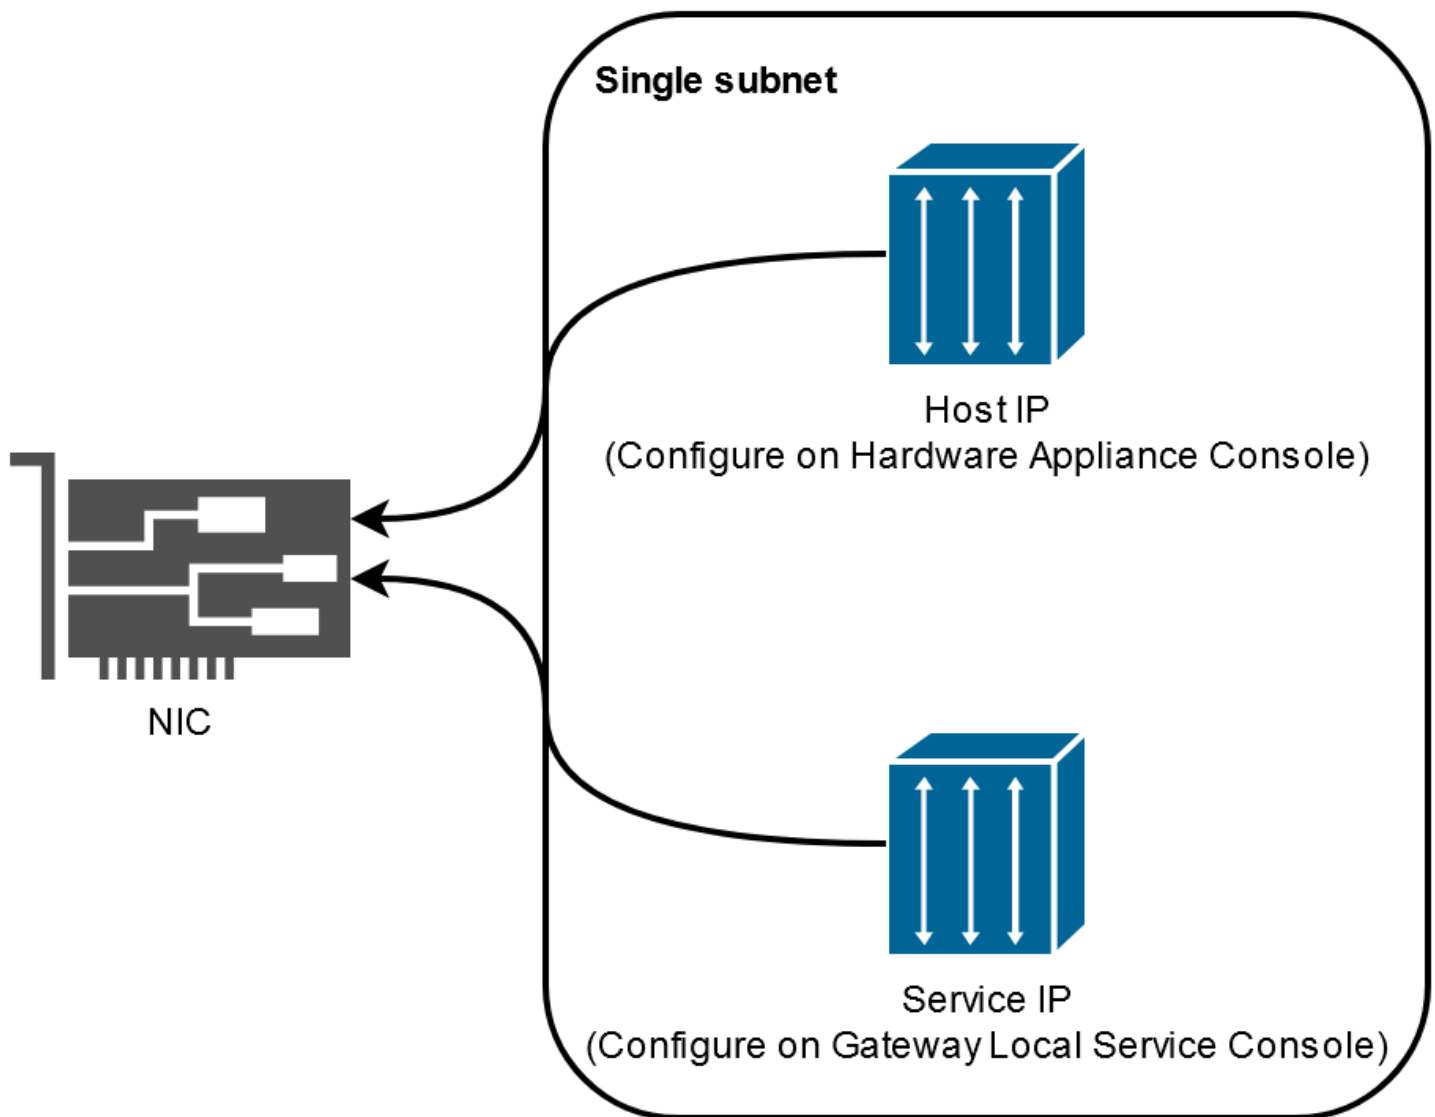 Single subnet
Host IP
(Configure on Hardware Appliance Console)
NIC
Service IP
(Configure on Gateway Local Service Console)